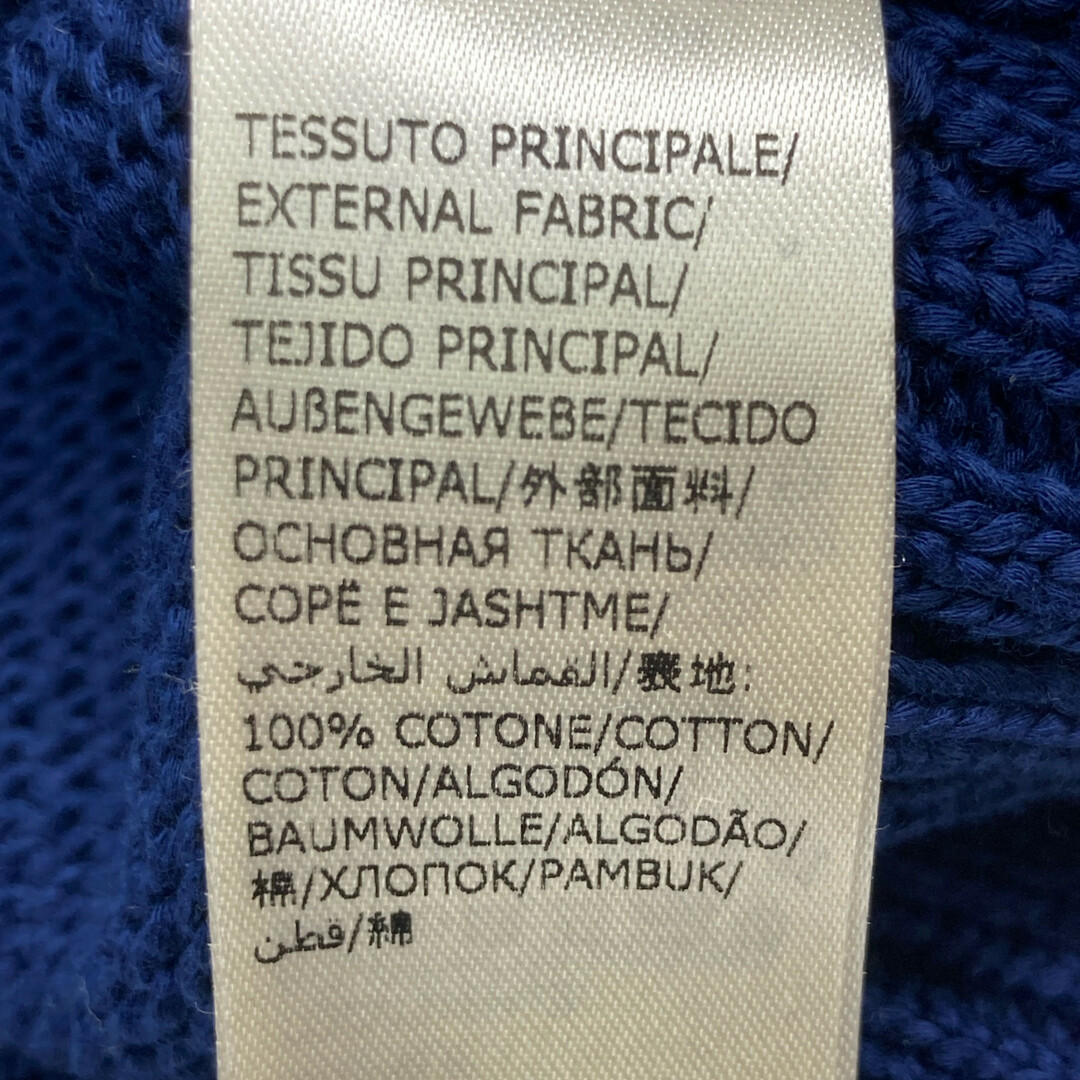 TESSUTO PRINCIPALE/
EXTERNAL FABRIC/
TISSU PRINCIPAL/
TEJIDO PRINCIPAL/
AUßENGEWEBE/TECIDO
PRINCIPAL/外部面料/
ОСНОВНАЯ ТКАНЬ/
COPË E JASHTME/
القماش الخارجي/表地:
100% COTONE/COTTON/
COTON/ALGODÓN/
BAUMWOLLE/ALGODÃO/
棉/ХЛОПОК/PAMBUK/
قطن/綿